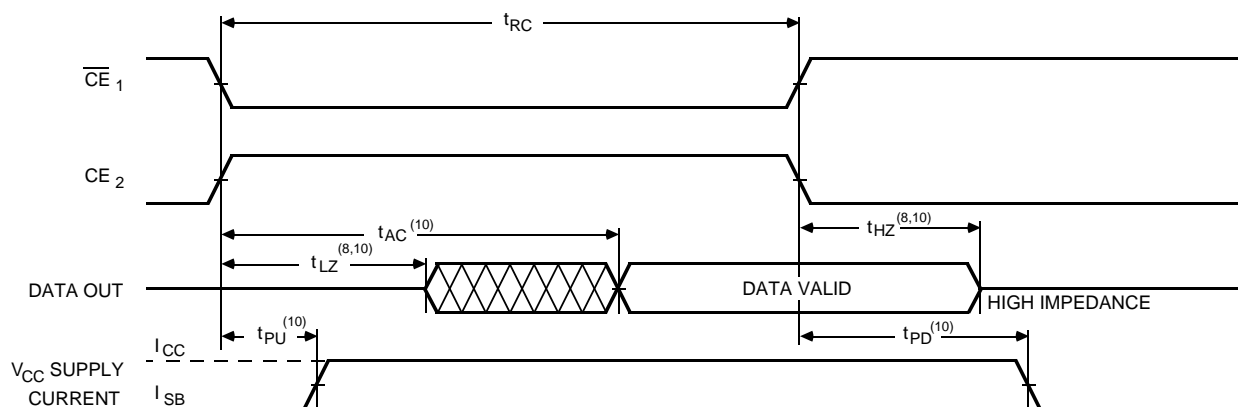 tRC
CE 1
CE 2
tAC(10)
tHZ(8,10)
tLZ(8,10)
DATA OUT
DATA VALID
HIGH IMPEDANCE
tPU(10)
tPD(10)
ICC
VCC SUPPLY
CURRENT ISB